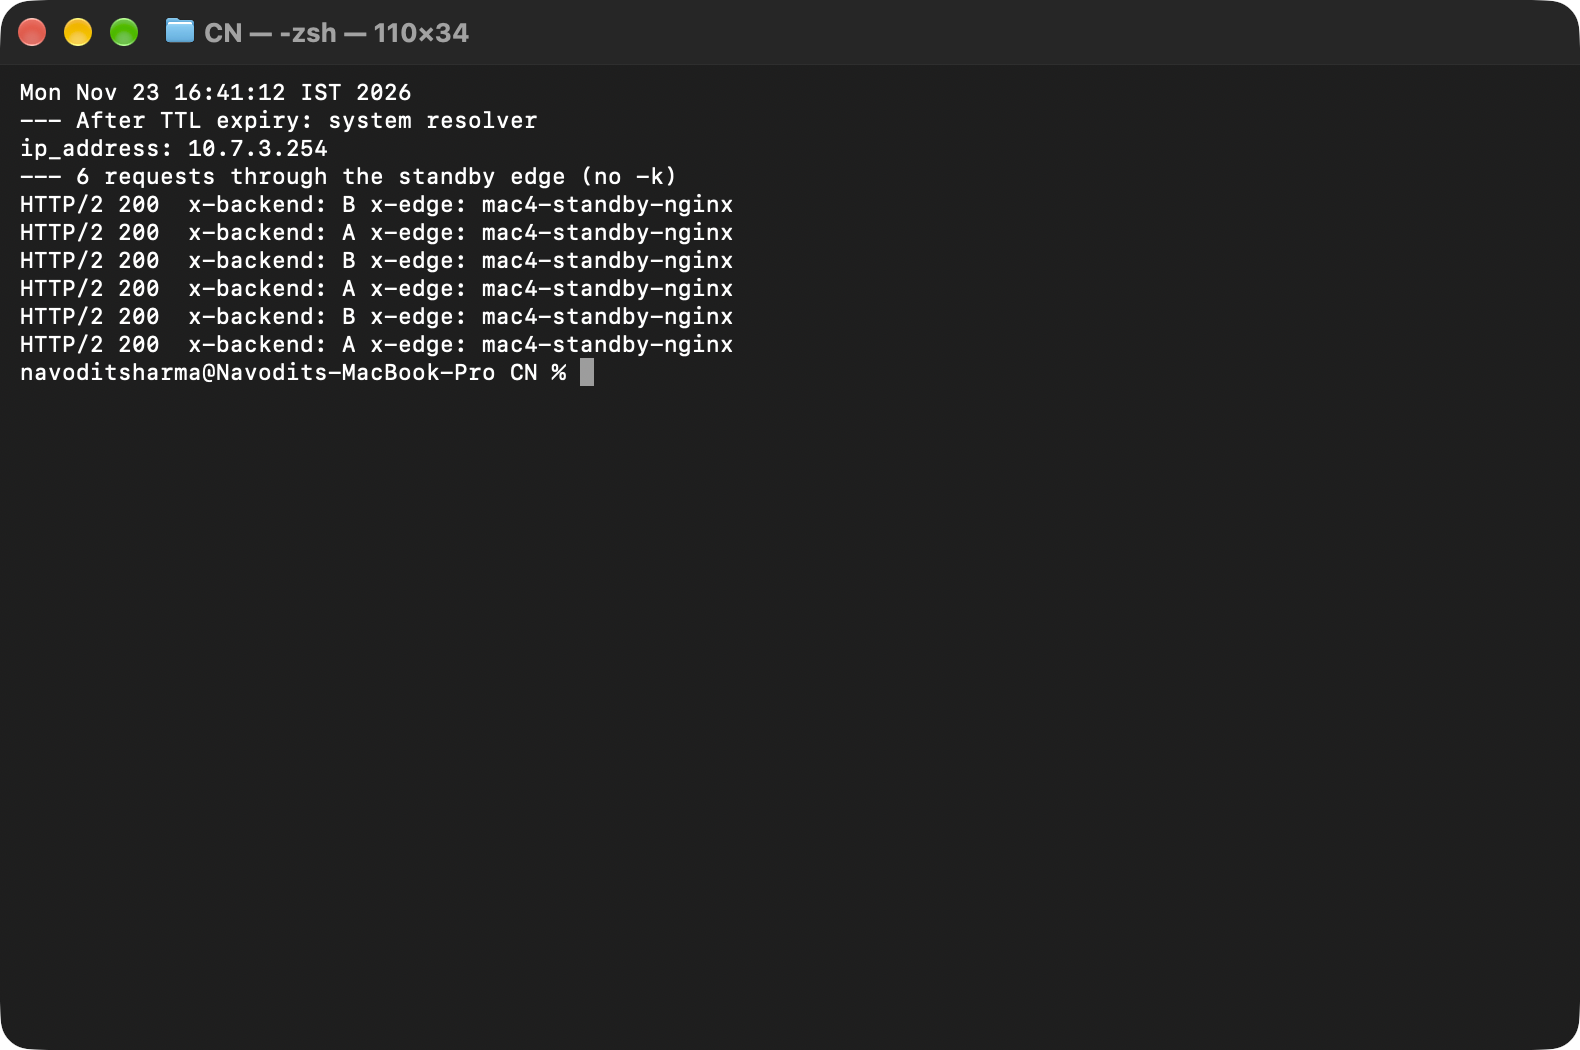 CN — -zsh — 110×34
Mon Nov 23 16:41:12 IST 2026
--- After TTL expiry: system resolver
ip_address: 10.7.3.254
--- 6 requests through the standby edge (no -k)
HTTP/2 200  x-backend: B x-edge: mac4-standby-nginx
HTTP/2 200  x-backend: A x-edge: mac4-standby-nginx
HTTP/2 200  x-backend: B x-edge: mac4-standby-nginx
HTTP/2 200  x-backend: A x-edge: mac4-standby-nginx
HTTP/2 200  x-backend: B x-edge: mac4-standby-nginx
HTTP/2 200  x-backend: A x-edge: mac4-standby-nginx
navoditsharma@Navodits-MacBook-Pro CN %